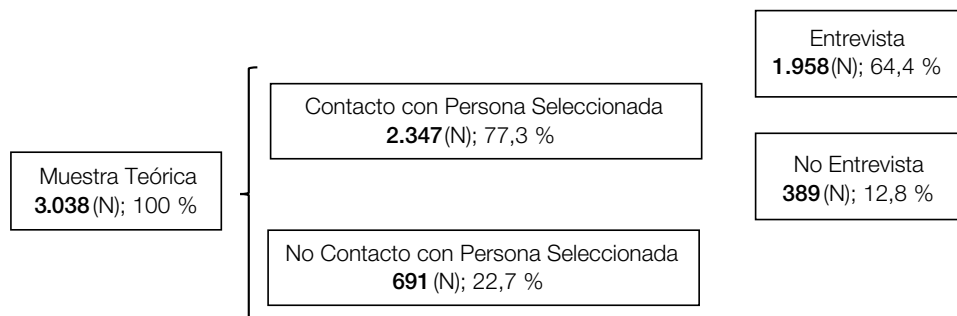 Entrevista
1.958(N); 64,4 %
Contacto con Persona Seleccionada
2.347(N); 77,3 %
No Entrevista
389(N); 12,8 %
Muestra Teórica
3.038(N); 100 %
No Contacto con Persona Seleccionada
691(N); 22,7 %